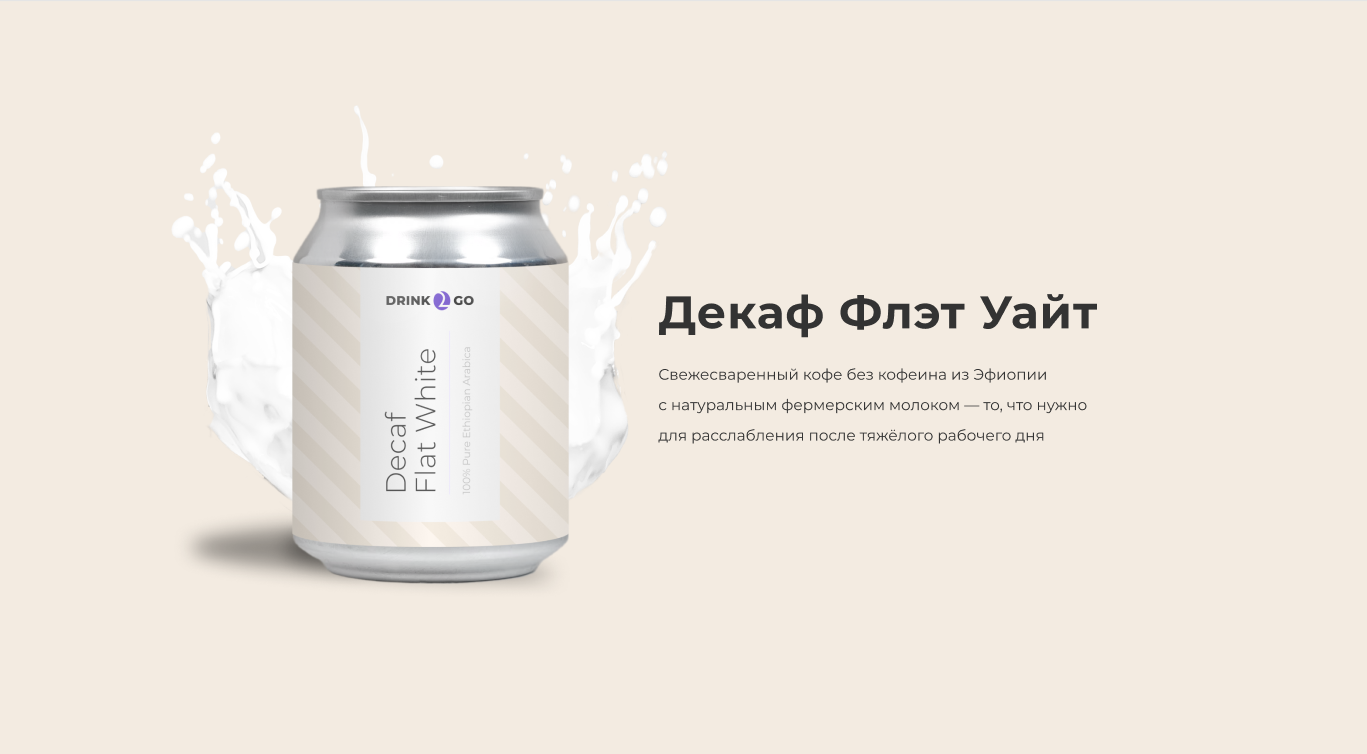 DRINK 2 GO
Decaf
Flat White
100% Pure Ethiopian Arabica
Декаф Флэт Уайт
Свежесваренный кофе без кофеина из Эфиопии
с натуральным фермерским молоком — то, что нужно
для расслабления после тяжёлого рабочего дня